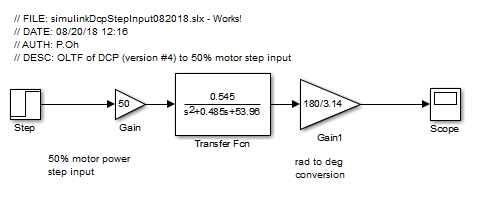 // FILE: simulinkDcpStepInput082018.slx - Works!
// DATE: 08/20/18 12:16
// AUTH: P.Oh
// DESC: OLTF of DCP (version #4) to 50% motor step input
Step
50
Gain
0.545
s2+0.485s+53.96
Transfer Fcn
180/3.14
Gain1
Scope
50% motor power
step input
rad to deg
conversion